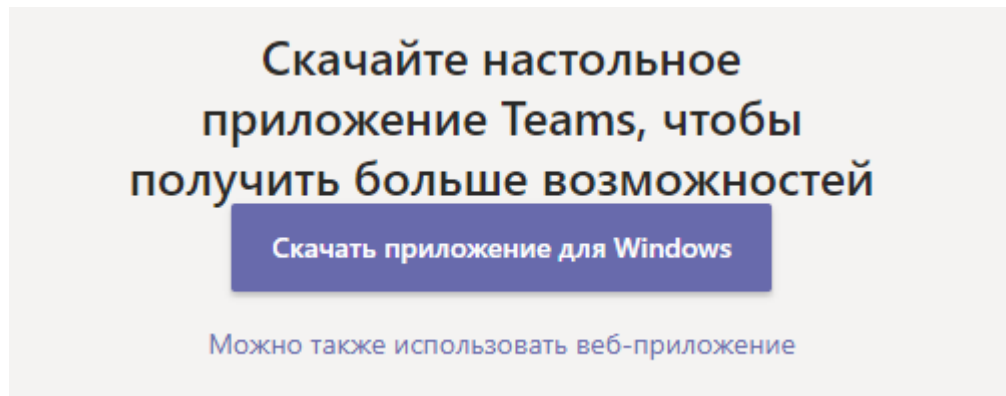 Скачайте настольное
приложение Teams, чтобы
получить больше возможностей
Скачать приложение для Windows
Можно также использовать веб-приложение